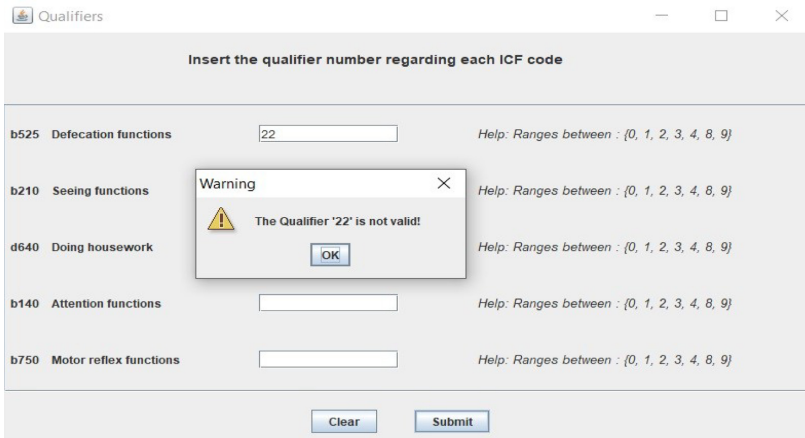 Qualifiers
Insert the qualifier number regarding each ICF code
b525 Defecation functions 22 Help: Ranges between : {0, 1, 2, 3, 4, 8, 9}
Warning
b210 Seeing functions Help: Ranges between : {0, 1, 2, 3, 4, 8, 9}
The Qualifier '22' is not valid!
d640 Doing housework OK Help: Ranges between : {0, 1, 2, 3, 4, 8, 9}
b140 Attention functions Help: Ranges between : {0, 1, 2, 3, 4, 8, 9}
b750 Motor reflex functions Help: Ranges between : {0, 1, 2, 3, 4, 8, 9}
Clear Submit